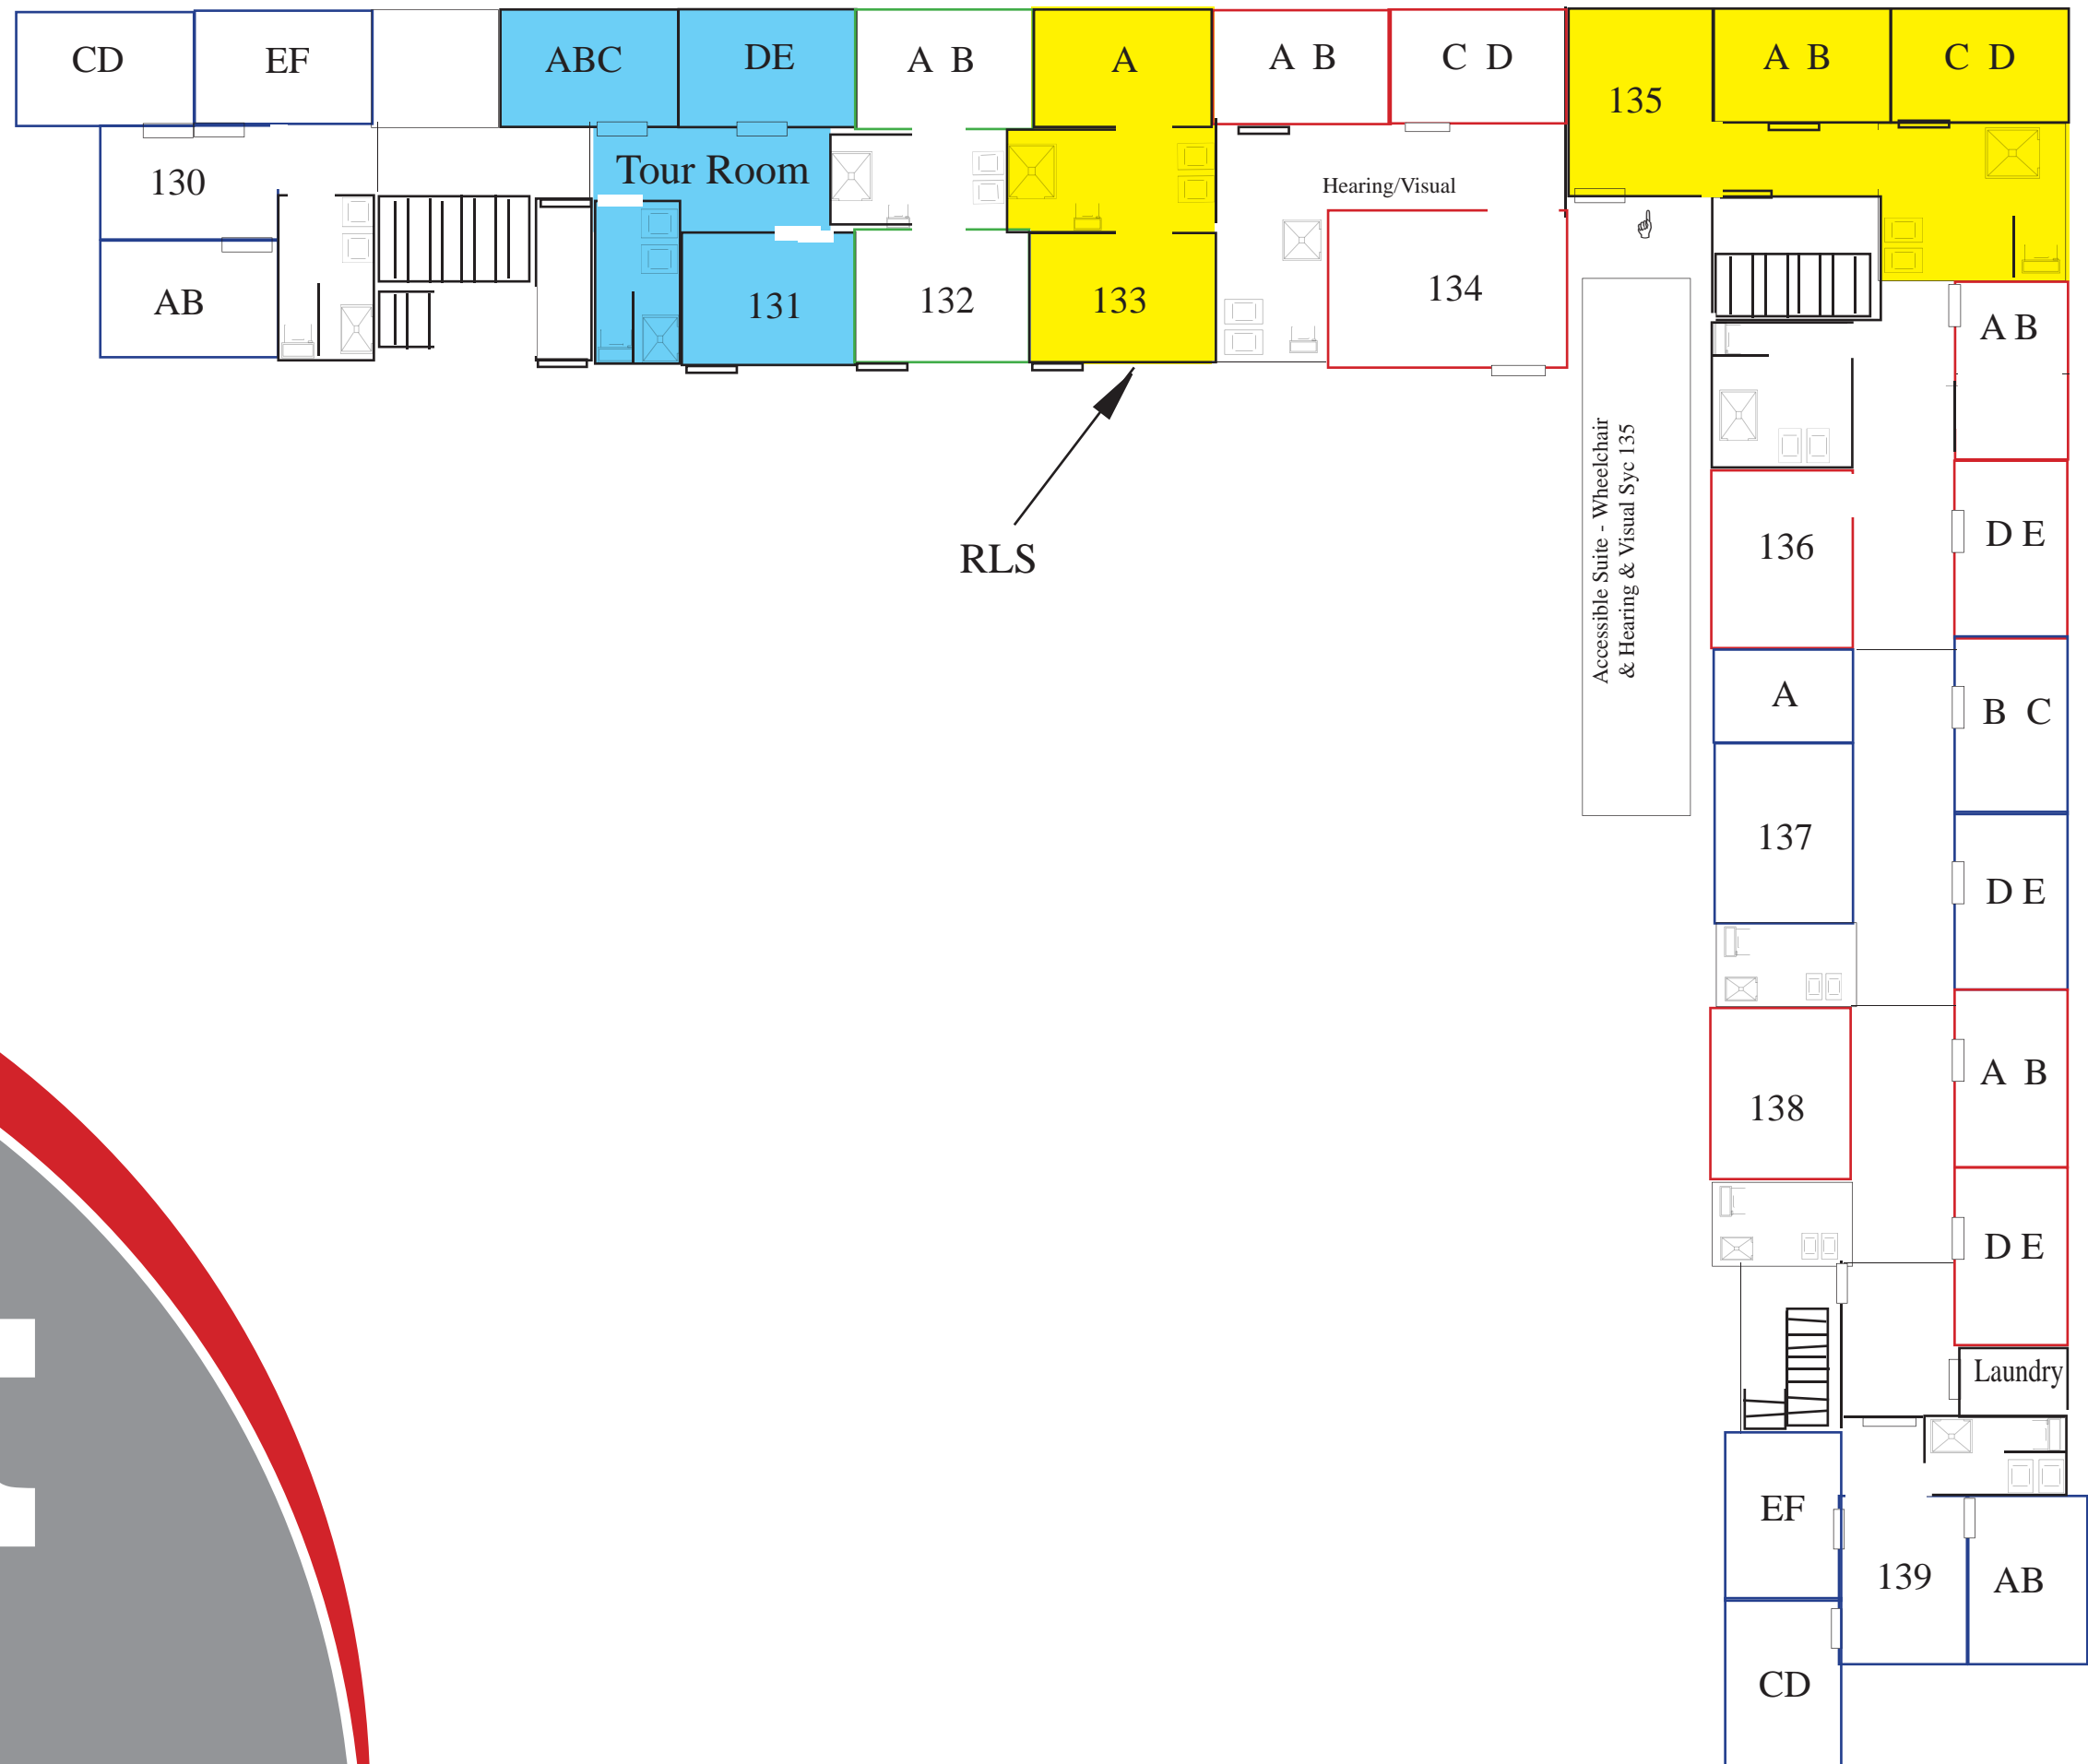 CD
EF
ABC
DE
A B
A
A B
C D
135
A B
C D
130
Tour Room
Hearing/Visual
AB
131
132
133
134
RLS
Accessible Suite - Wheelchair
& Hearing & Visual Syc 135
A B
136
D E
A
B C
137
D E
138
A B
D E
Laundry
EF
139
AB
CD